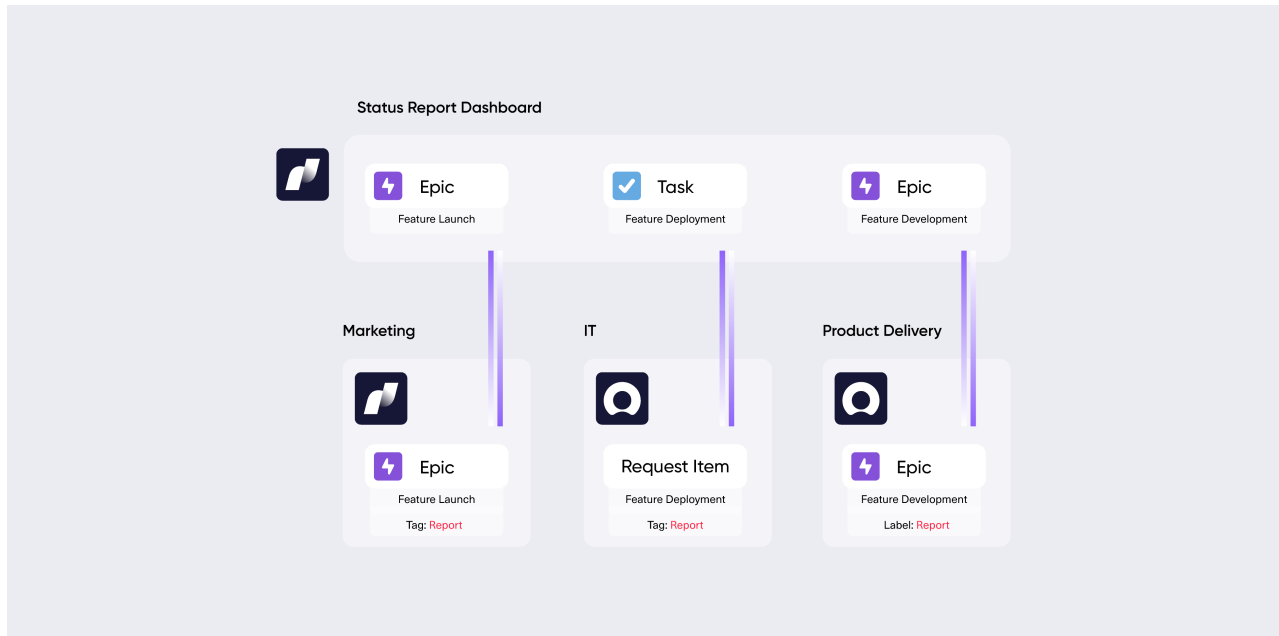 Status Report Dashboard
Epic
Feature Launch
Task
Feature Deployment
Epic
Feature Development
Marketing
Epic
Feature Launch
Tag: Report
IT
Request Item
Feature Deployment
Tag: Report
Product Delivery
Epic
Feature Development
Label: Report